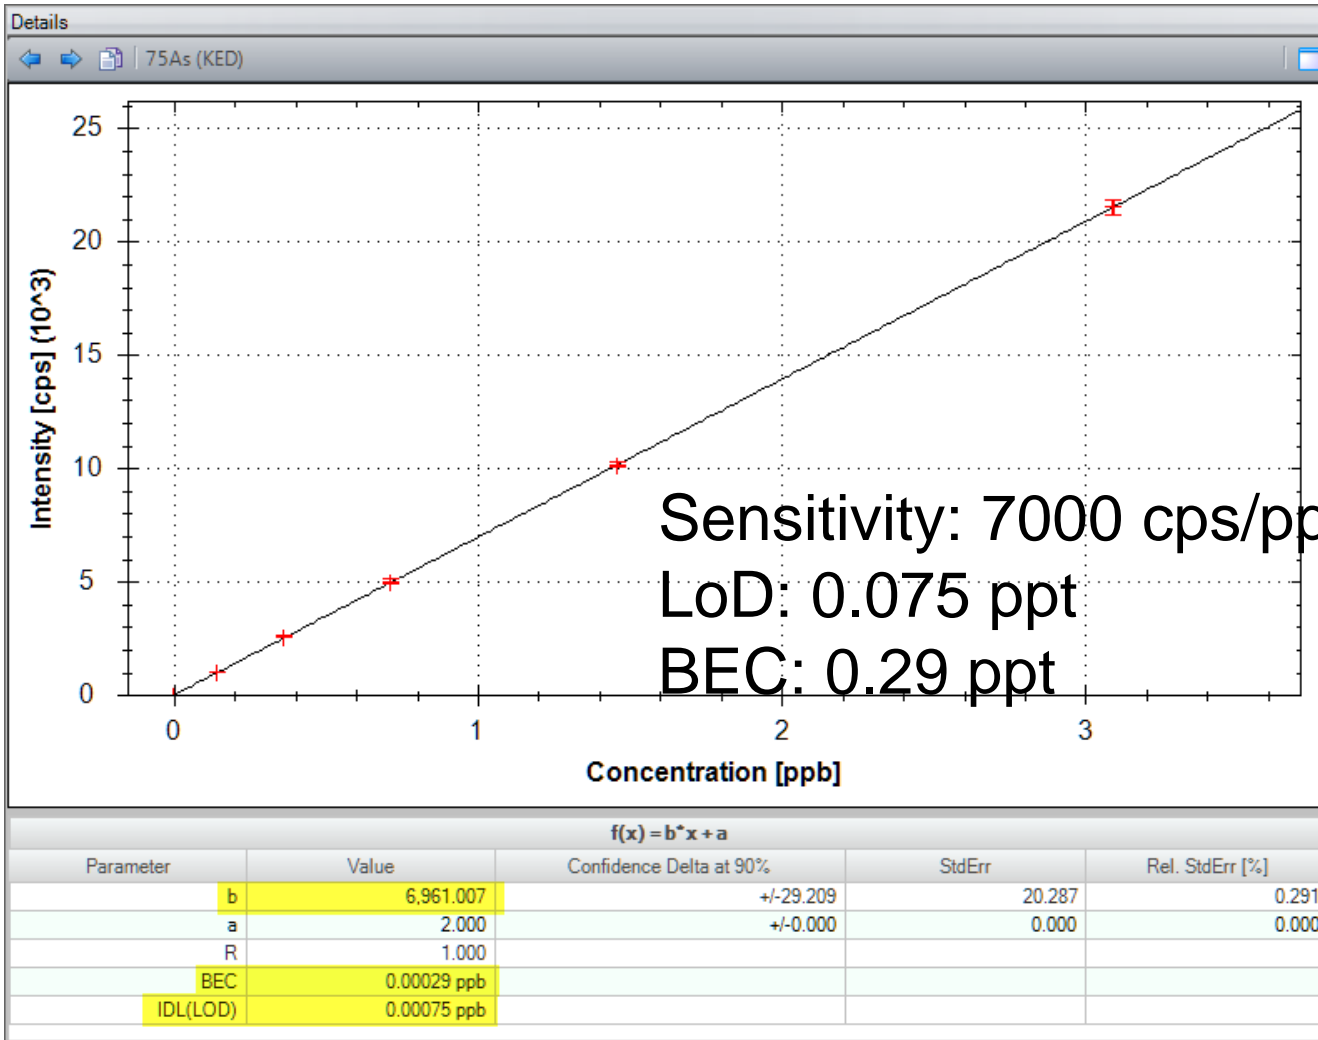 Details
75As (KED)
25
20
15
10
5
0
Intensity [cps] (10^3)
Sensitivity: 7000 cps/pp
LoD: 0.075 ppt
BEC: 0.29 ppt
0 1 2 3
Concentration [ppb]
f(x) = b*x + a
Parameter Value Confidence Delta at 90% StdErr Rel. StdErr [%]
b 6,961.007 +/-29.209 20.287 0.291
a 2.000 +/-0.000 0.000 0.000
R 1.000
BEC 0.00029 ppb
IDL(LOD) 0.00075 ppb